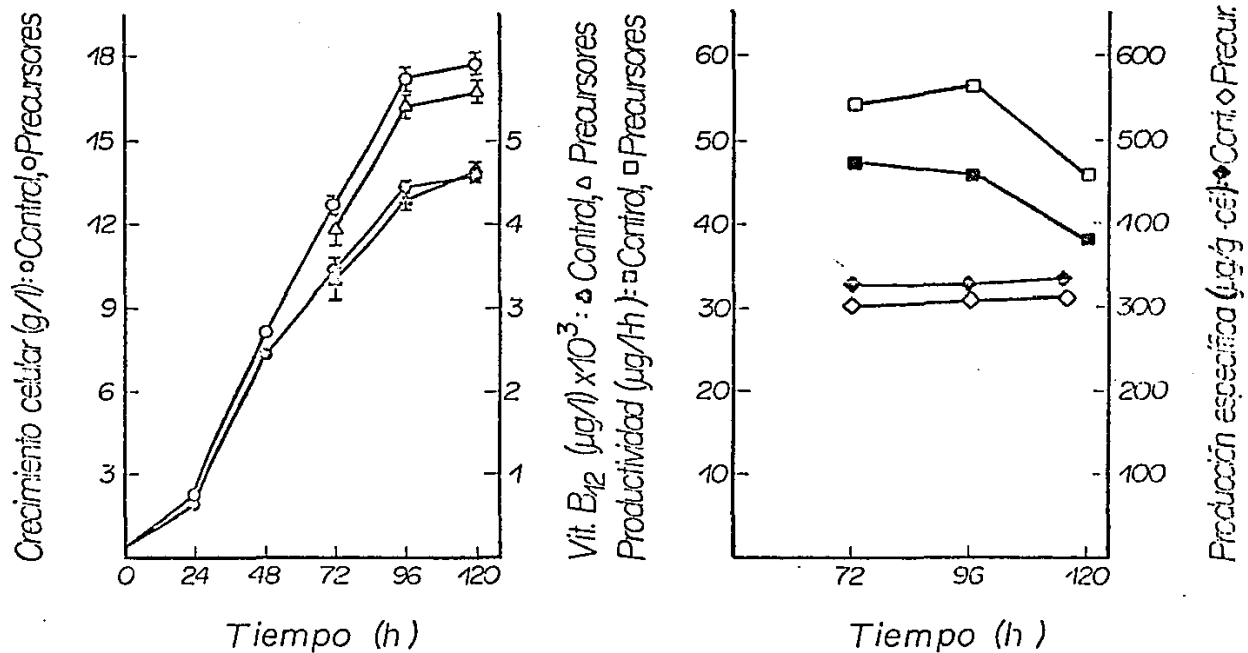 Crecimiento celular (g/l): o Control, o Precursores
18
15
12
9
6
3
5
4
3
2
1
0 24 48 72 96 120
Tiempo (h)
Vit. B12 (µg/l) x10³: △ Control, △ Precursores
Productividad (µg/l·h): □ Control, □ Precursores
60
50
40
30
20
10
600
500
400
300
200
100
72 96 120
Tiempo (h)
Producción específica (µg/g cél): ◆ Cont, ◇ Precur.